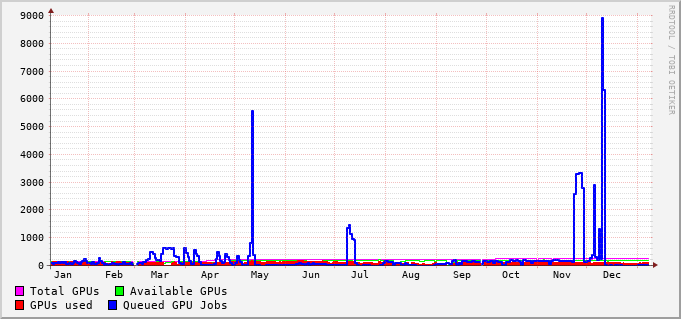 9000
8000
7000
6000
5000
4000
3000
2000
1000
0
Jan Feb Mar Apr May Jun Jul Aug Sep Oct Nov Dec
Total GPUs Available GPUs
GPUs used Queued GPU Jobs
RRDTOOL / TOBI OETIKER